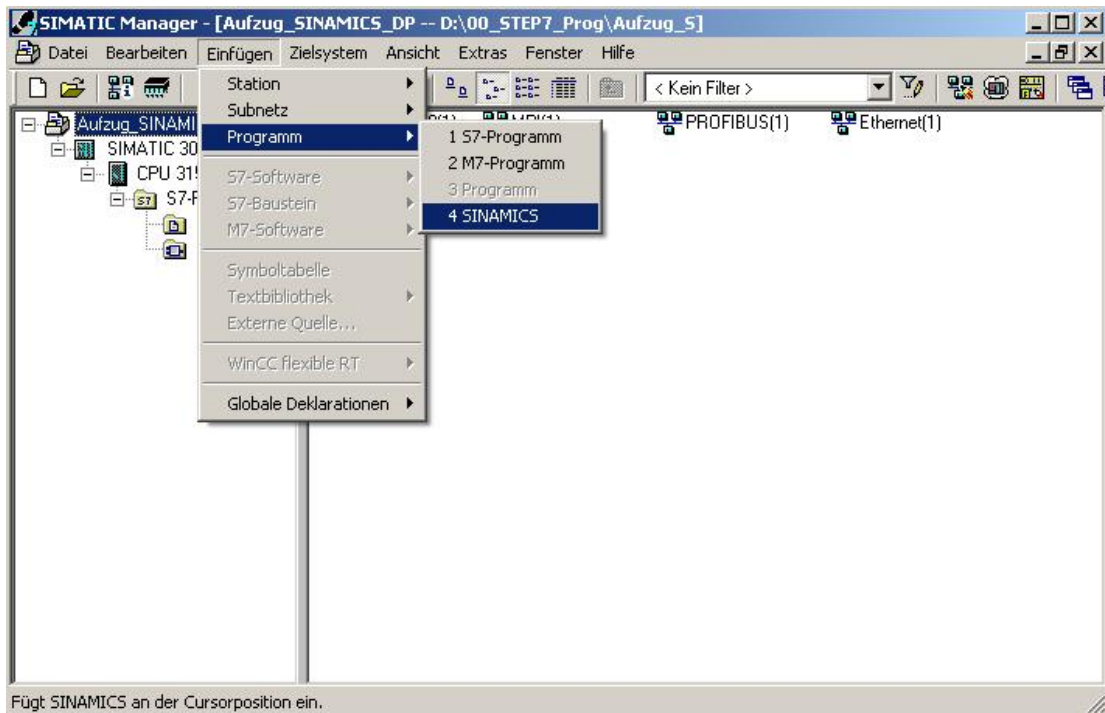 SIMATIC Manager - [Aufzug_SINAMICS_DP -- D:\00_STEP7_Prog\Aufzug_S]
Datei Bearbeiten Einfügen Zielsystem Ansicht Extras Fenster Hilfe
< Kein Filter >
Station
Subnetz
Programm
S7-Software
S7-Baustein
M7-Software
Symboltabelle
Textbibliothek
Externe Quelle...
WinCC flexible RT
Globale Deklarationen
1 S7-Programm
2 M7-Programm
3 Programm
4 SINAMICS
Aufzug_SINAMI
SIMATIC 30
CPU 31
S7-
PROFIBUS(1) Ethernet(1)
Fügt SINAMICS an der Cursorposition ein.